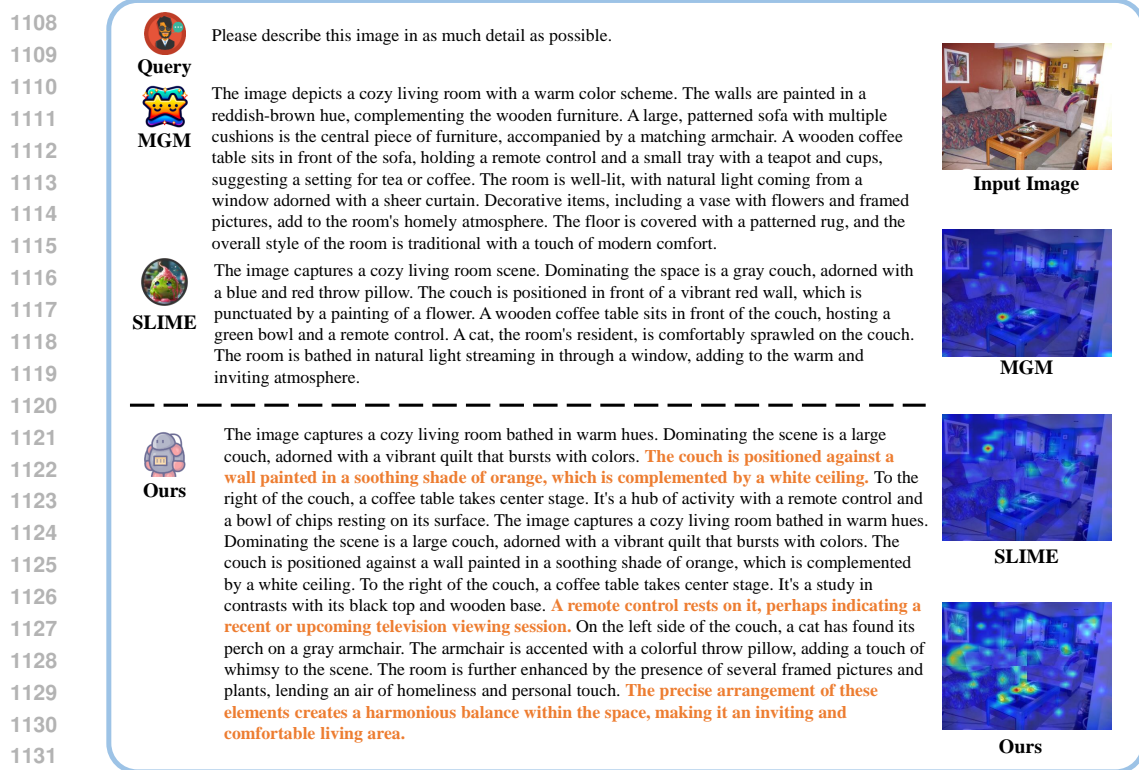 1108
1109
1110
1111
1112
1113
1114
1115
1116
1117
1118
1119
1120
1121
1122
1123
1124
1125
1126
1127
1128
1129
1130
1131
Query
Please describe this image in as much detail as possible.
MGM
The image depicts a cozy living room with a warm color scheme. The walls are painted in a
reddish-brown hue, complementing the wooden furniture. A large, patterned sofa with multiple
cushions is the central piece of furniture, accompanied by a matching armchair. A wooden coffee
table sits in front of the sofa, holding a remote control and a small tray with a teapot and cups,
suggesting a setting for tea or coffee. The room is well-lit, with natural light coming from a
window adorned with a sheer curtain. Decorative items, including a vase with flowers and framed
pictures, add to the room's homely atmosphere. The floor is covered with a patterned rug, and the
overall style of the room is traditional with a touch of modern comfort.
SLIME
The image captures a cozy living room scene. Dominating the space is a gray couch, adorned with
a blue and red throw pillow. The couch is positioned in front of a vibrant red wall, which is
punctuated by a painting of a flower. A wooden coffee table sits in front of the couch, hosting a
green bowl and a remote control. A cat, the room's resident, is comfortably sprawled on the couch.
The room is bathed in natural light streaming in through a window, adding to the warm and
inviting atmosphere.
Ours
The image captures a cozy living room bathed in warm hues. Dominating the scene is a large
couch, adorned with a vibrant quilt that bursts with colors. The couch is positioned against a
wall painted in a soothing shade of orange, which is complemented by a white ceiling. To the
right of the couch, a coffee table takes center stage. It's a hub of activity with a remote control and
a bowl of chips resting on its surface. The image captures a cozy living room bathed in warm hues.
Dominating the scene is a large couch, adorned with a vibrant quilt that bursts with colors. The
couch is positioned against a wall painted in a soothing shade of orange, which is complemented
by a white ceiling. To the right of the couch, a coffee table takes center stage. It's a study in
contrasts with its black top and wooden base. A remote control rests on it, perhaps indicating a
recent or upcoming television viewing session. On the left side of the couch, a cat has found its
perch on a gray armchair. The armchair is accented with a colorful throw pillow, adding a touch of
whimsy to the scene. The room is further enhanced by the presence of several framed pictures and
plants, lending an air of homeliness and personal touch. The precise arrangement of these
elements creates a harmonious balance within the space, making it an inviting and
comfortable living area.
Input Image
MGM
SLIME
Ours